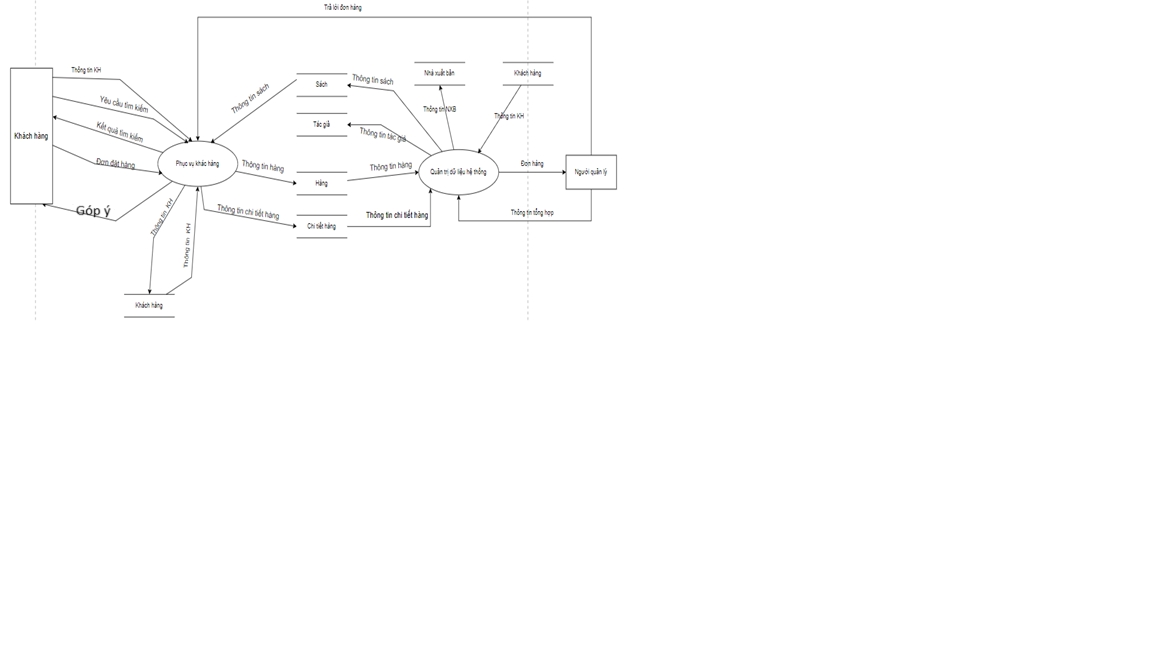 Trả lời đơn hàng
Thông tin KH
Yêu cầu tìm kiếm
Khách hàng
Kết quả tìm kiếm
Đơn đặt hàng
Góp ý
Phục vụ khác hàng
Thông tin KH
Thông tin KH
Khách hàng
Thông tin sách
Thông tin hàng
Thông tin chi tiết hàng
Sách
Tác giả
Hàng
Chi tiết hàng
Thông tin sách
Thông tin tác giả
Thông tin hàng
Thông tin chi tiết hàng
Nhà xuất bản
Khách hàng
Thông tin NXB
Thông tin KH
Quản trị dữ liệu hệ thông
Đơn hàng
Người quản lý
Thông tin tổng hợp